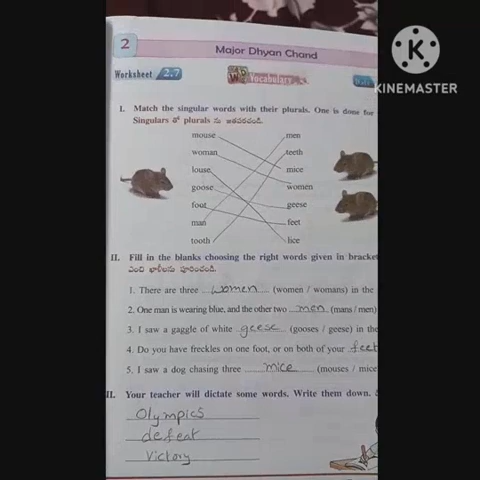 2
Major Dhyan Chand
KINEMASTER
Worksheet 2.7
Vocabulary
I. Match the singular words with their plurals. One is done for
Singulars తో plurals ను జతపరచండి.
mouse men
woman teeth
louse mice
goose women
foot geese
man feet
tooth lice
II. Fill in the blanks choosing the right words given in bracket
ఎంచి ఖాళీలను పూరించండి.
1. There are three women (women / womans) in the
2. One man is wearing blue, and the other two men (mans / men)
3. I saw a gaggle of white geese (gooses / geese) in the
4. Do you have freckles on one foot, or on both of your feet
5. I saw a dog chasing three mice (mouses / mice
II. Your teacher will dictate some words. Write them down.
Olympics
defeat
Victory